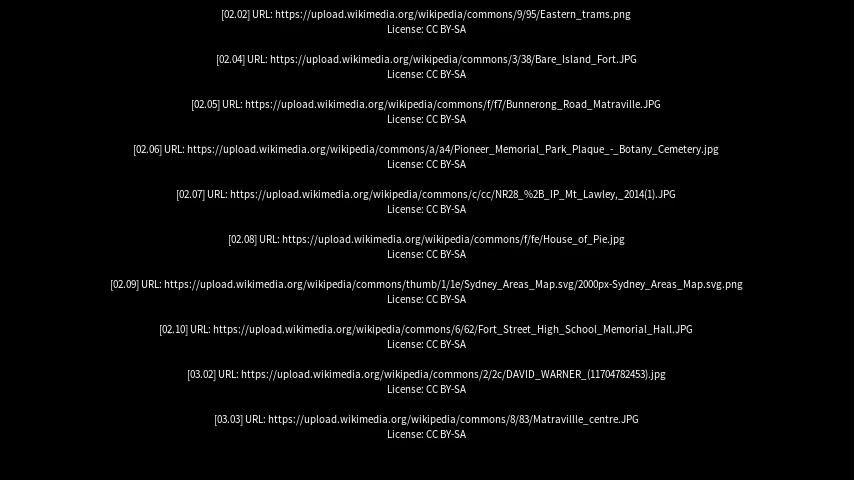 [02.02] URL: https://upload.wikimedia.org/wikipedia/commons/9/95/Eastern_trams.png
License: CC BY-SA
[02.04] URL: https://upload.wikimedia.org/wikipedia/commons/3/38/Bare_Island_Fort.JPG
License: CC BY-SA
[02.05] URL: https://upload.wikimedia.org/wikipedia/commons/f/f7/Bunnerong_Road_Matraville.JPG
License: CC BY-SA
[02.06] URL: https://upload.wikimedia.org/wikipedia/commons/a/a4/Pioneer_Memorial_Park_Plaque_-_Botany_Cemetery.jpg
License: CC BY-SA
[02.07] URL: https://upload.wikimedia.org/wikipedia/commons/c/cc/NR28_%2B_IP_Mt_Lawley,_2014(1).JPG
License: CC BY-SA
[02.08] URL: https://upload.wikimedia.org/wikipedia/commons/f/fe/House_of_Pie.jpg
License: CC BY-SA
[02.09] URL: https://upload.wikimedia.org/wikipedia/commons/thumb/1/1e/Sydney_Areas_Map.svg/2000px-Sydney_Areas_Map.svg.png
License: CC BY-SA
[02.10] URL: https://upload.wikimedia.org/wikipedia/commons/6/62/Fort_Street_High_School_Memorial_Hall.JPG
License: CC BY-SA
[03.02] URL: https://upload.wikimedia.org/wikipedia/commons/2/2c/DAVID_WARNER_(11704782453).jpg
License: CC BY-SA
[03.03] URL: https://upload.wikimedia.org/wikipedia/commons/8/83/Matravillle_centre.JPG
License: CC BY-SA